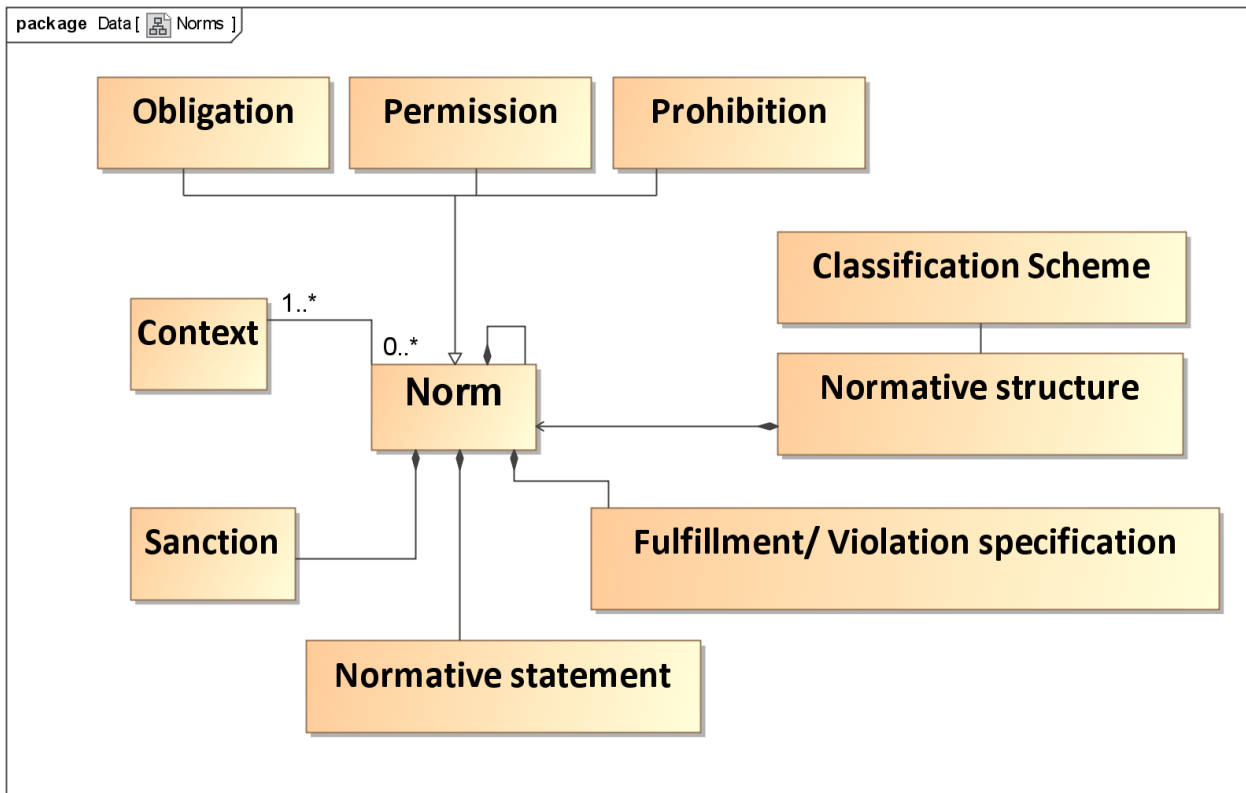 package Data [ Norms ]
Obligation
Permission
Prohibition
Classification Scheme
1..*
Context
0..*
Norm
Normative structure
Sanction
Fulfillment/ Violation specification
Normative statement